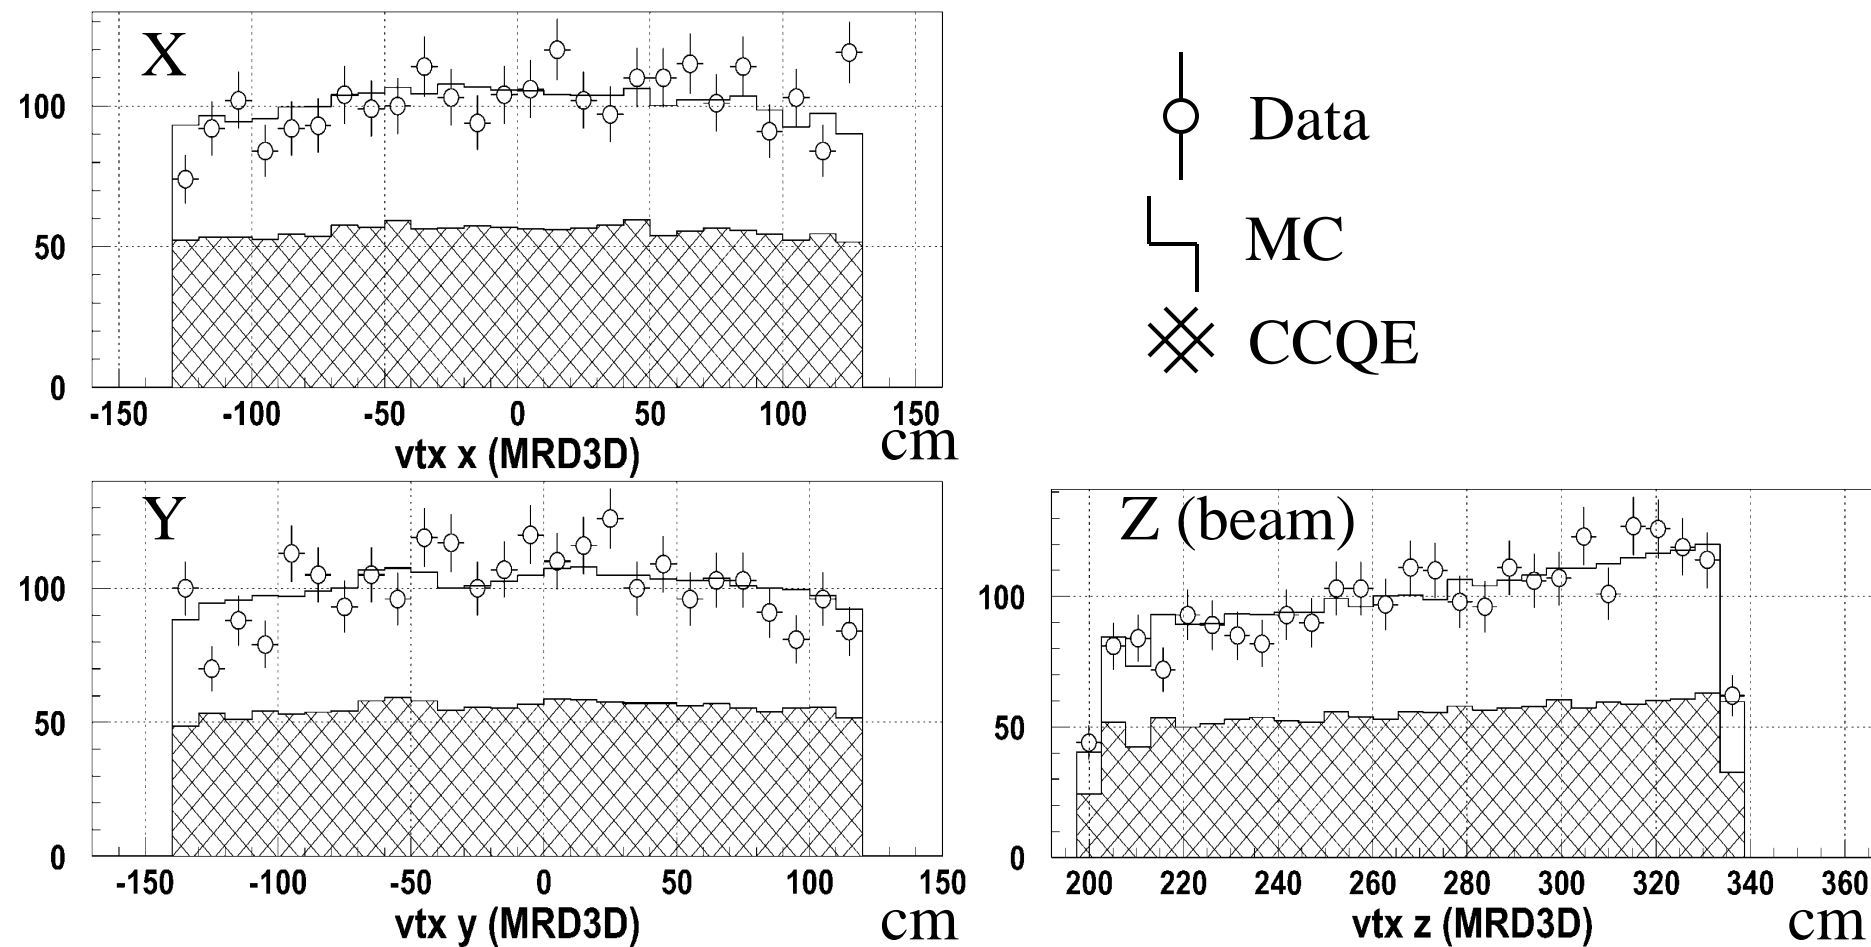 X
100
50
0
-150 -100 -50 0 50 100 150
vtx x (MRD3D)
cm
Data
MC
CCQE
Y
100
50
0
-150 -100 -50 0 50 100 150
vtx y (MRD3D)
cm
Z (beam)
100
50
0
200 220 240 260 280 300 320 340 360
vtx z (MRD3D)
cm